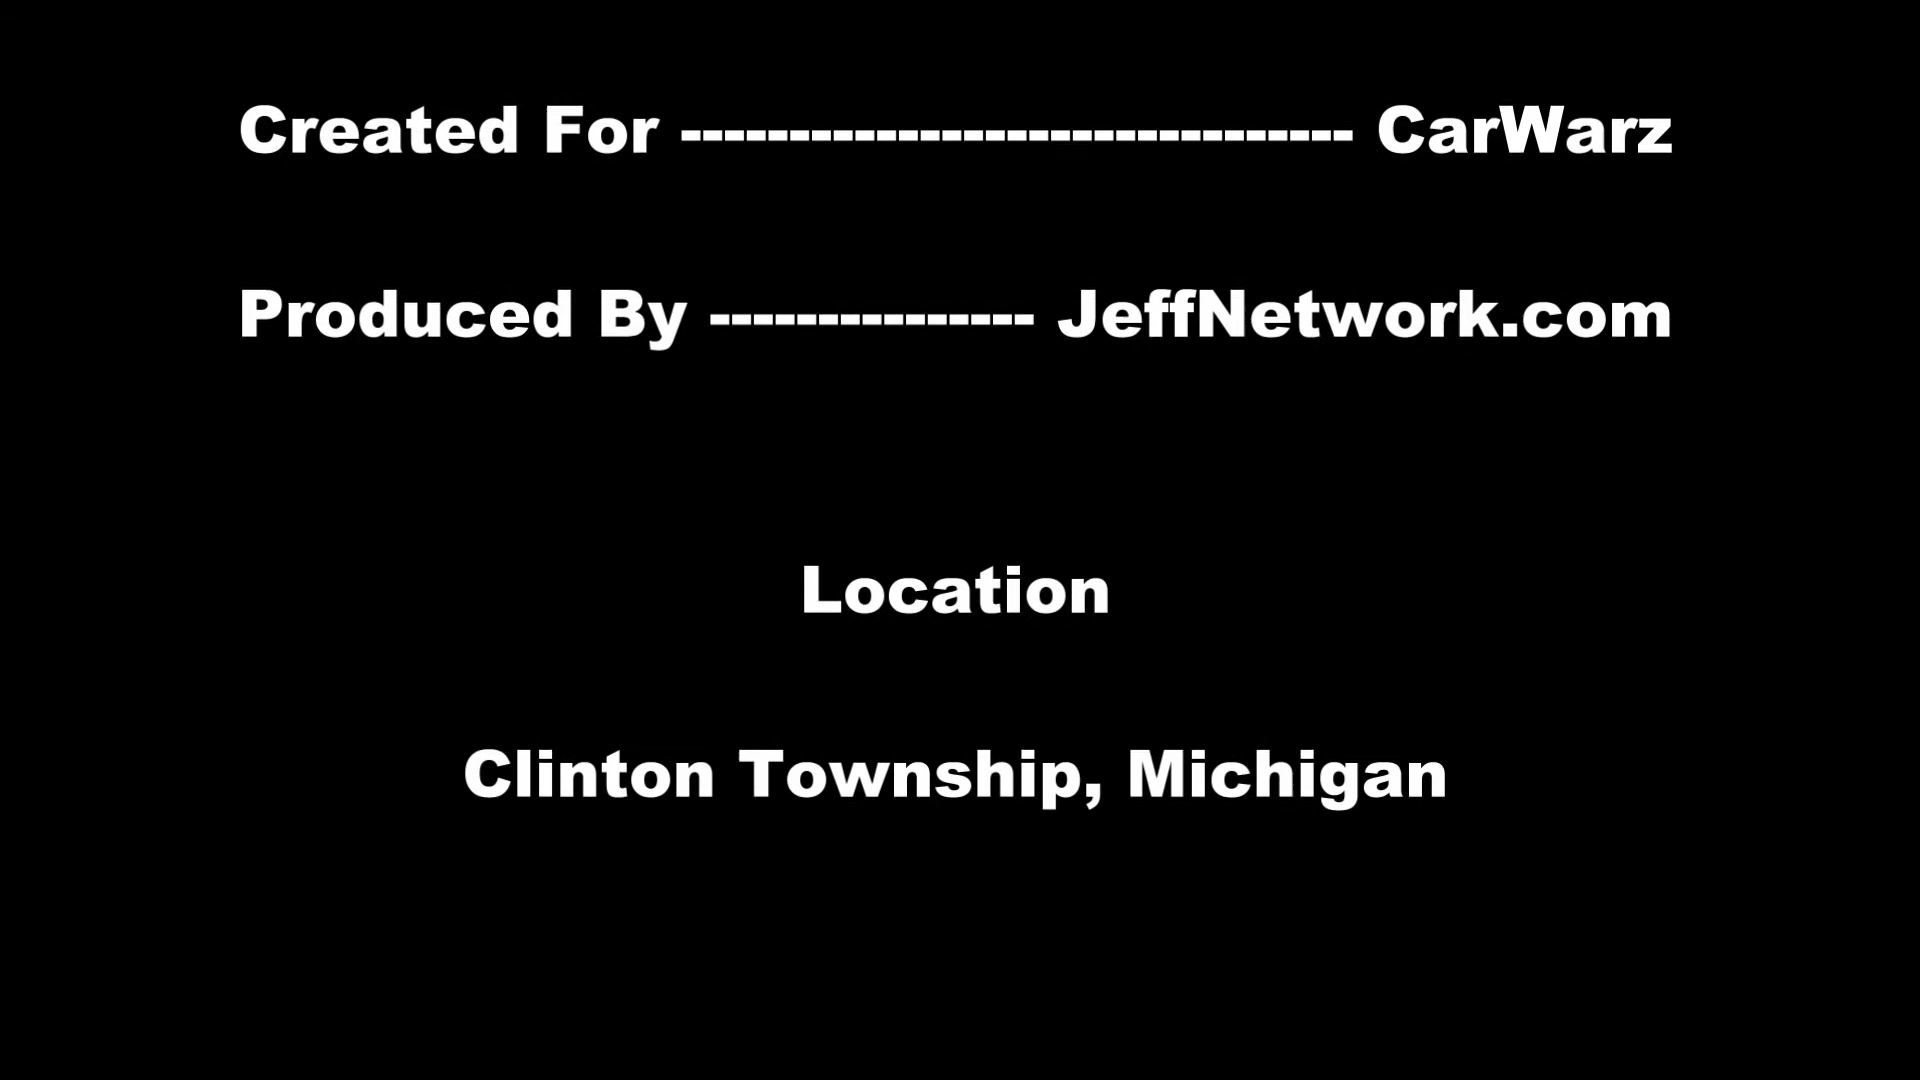 Created For ------------------------------- CarWarz
Produced By --------------- JeffNetwork.com
Location
Clinton Township, Michigan